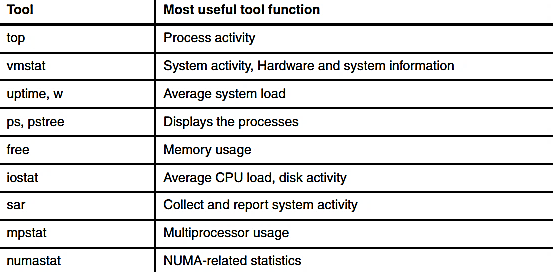 Tool Most useful tool function
top Process activity
vmstat System activity, Hardware and system information
uptime, w Average system load
ps, pstree Displays the processes
free Memory usage
iostat Average CPU load, disk activity
sar Collect and report system activity
mpstat Multiprocessor usage
numastat NUMA-related statistics